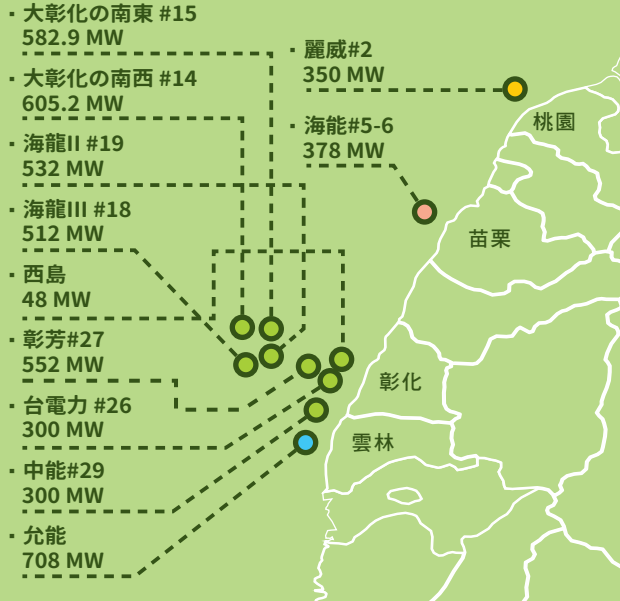 · 大彰化の南東 #15
582.9 MW
· 大彰化の南西 #14
605.2 MW
· 海龍II #19
532 MW
· 海龍III #18
512 MW
· 西島
48 MW
· 彰芳#27
552 MW
· 台電力 #26
300 MW
· 中能#29
300 MW
· 允能
708 MW
· 麗威#2
350 MW
· 海能#5-6
378 MW
桃園
苗栗
彰化
雲林